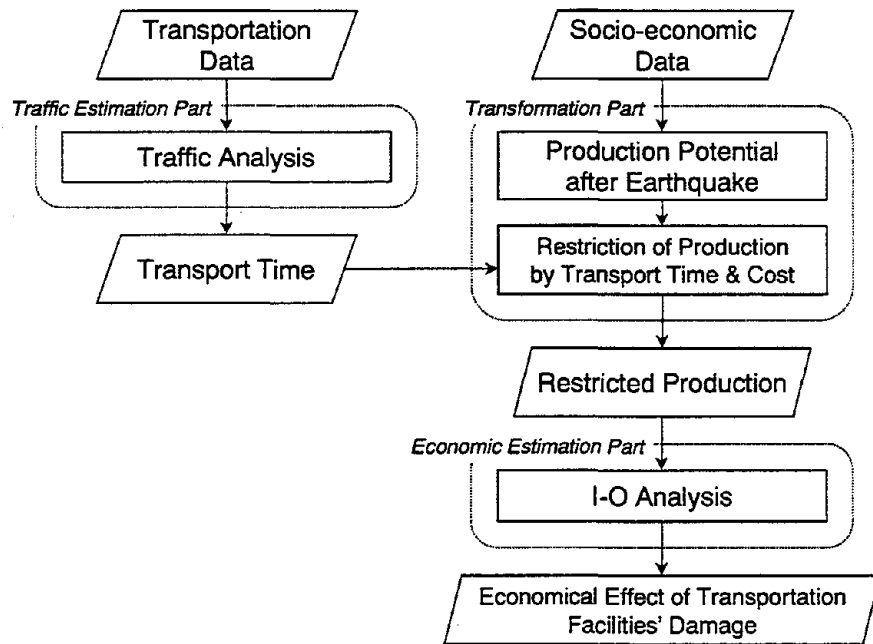 Transportation
Data
Socio-economic
Data
Traffic Estimation Part
Transformation Part
Traffic Analysis
Production Potential
after Earthquake
Transport Time
Restriction of Production
by Transport Time & Cost
Restricted Production
Economic Estimation Part
I-O Analysis
Economical Effect of Transportation
Facilities' Damage